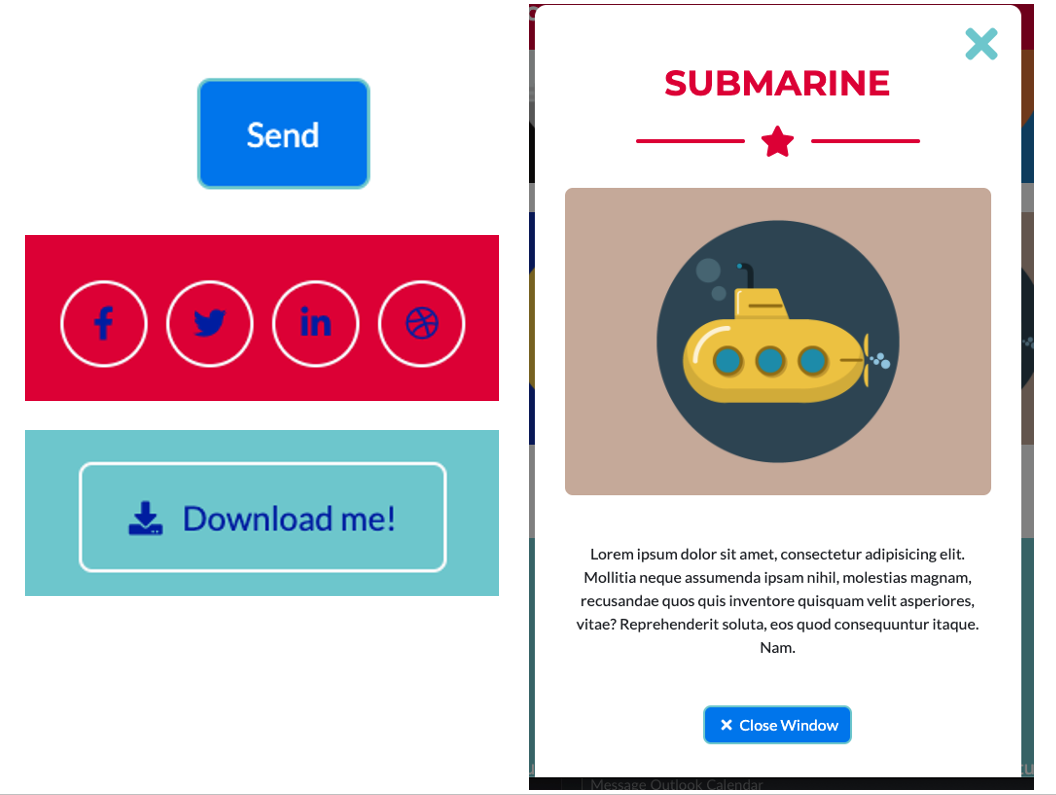 Send
Download me!
SUBMARINE
Lorem ipsum dolor sit amet, consectetur adipisicing elit.
Mollitia neque assumenda ipsam nihil, molestias magnam,
recusandae quos quis inventore quisquam velit asperiores,
vitae? Reprehenderit soluta, eos quod consequuntur itaque.
Nam.
Close Window
Message Outlook Calendar